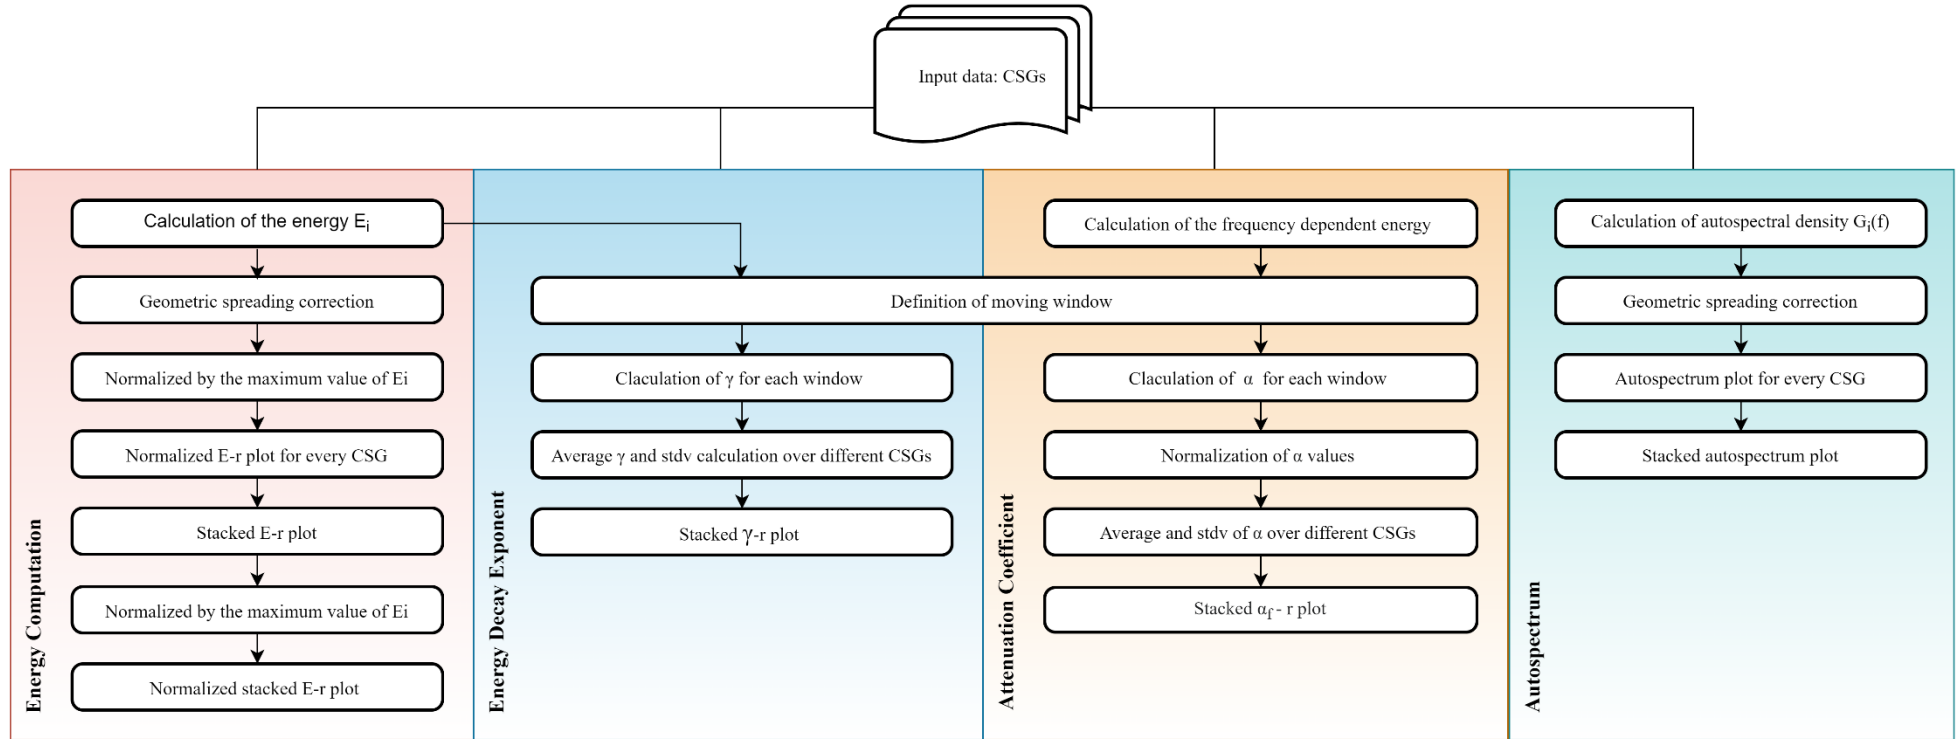 Input data: CSGs
Energy Computation
Calculation of the energy Ei
Geometric spreading correction
Normalized by the maximum value of Ei
Normalized E-r plot for every CSG
Stacked E-r plot
Normalized by the maximum value of Ei
Normalized stacked E-r plot
Energy Decay Exponent
Definition of moving window
Claculation of γ for each window
Average γ and stdv calculation over different CSGs
Stacked γ-r plot
Attenuation Coefficient
Calculation of the frequency dependent energy
Claculation of α for each window
Normalization of α values
Average and stdv of α over different CSGs
Stacked αf - r plot
Autospectrum
Calculation of autospectral density Gi(f)
Geometric spreading correction
Autospectrum plot for every CSG
Stacked autospectrum plot